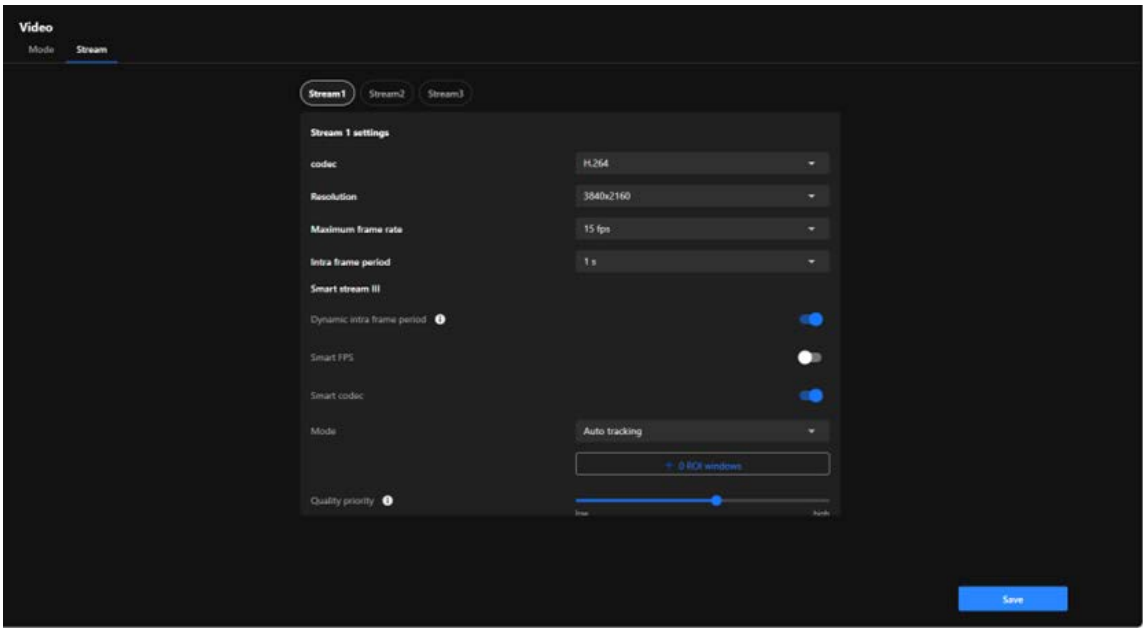 Video
Mode Stream
Stream1 Stream2 Stream3
Stream 1 settings
codec H.264
Resolution 3840x2160
Maximum frame rate 15 fps
Intra frame period 1 s
Smart stream III
Dynamic intra frame period
Smart FPS
Smart codec
Mode Auto tracking
+ 0 ROI windows
Quality priority
low high
Save